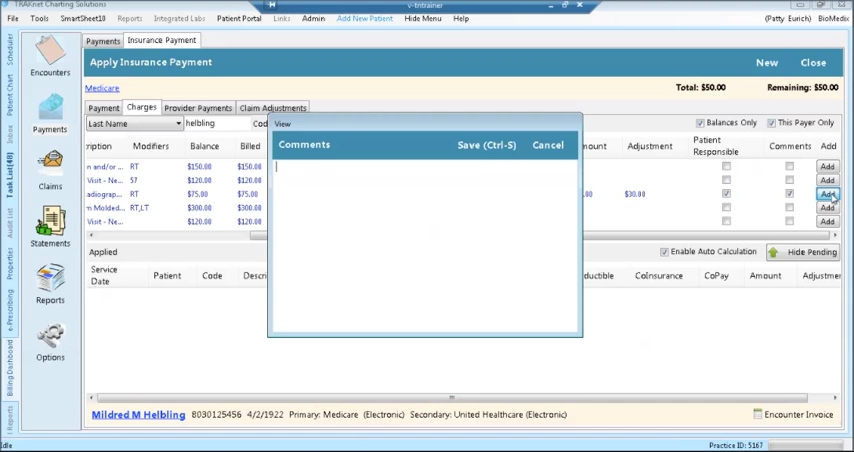 TRAKnet Charting Solutions
v-tntrainer
File Tools SmartSheet10 Reports Integrated Labs Patient Portal Links Admin Add New Patient Hide Menu Help (Patty Eurich) BioMedix
Scheduler
Patient Chart
Inbox
Task List(48)
Audit List
Properties
e-Prescribing
Billing Dashboard
Reports
Encounters
Payments
Claims
Statements
Reports
Options
Payments Insurance Payment
Apply Insurance Payment New Close
Medicare Total: $50.00 Remaining: $50.00
Payment Charges Provider Payments Claim Adjustments
Last Name helbling Cod Balances Only This Payer Only
ription Modifiers Balance Billed mount Adjustment Patient Responsible Comments Add
n and/or ... RT $150.00 $150.00 Add
Visit - Ne... 57 $120.00 $120.00 Add
adiograp... RT $75.00 $75.00 .00 $30.00 Add
m Molded... RT,LT $300.00 $300.00 Add
Visit - Ne... $120.00 $120.00 Add
View
Comments Save (Ctrl-S) Cancel
Applied Enable Auto Calculation Hide Pending
Service Date Patient Code Descri ductible CoInsurance CoPay Amount Adjustmen
Mildred M Helbling 8030125456 4/2/1922 Primary: Medicare (Electronic) Secondary: United Healthcare (Electronic) Encounter Invoice
Idle Practice ID: 5167